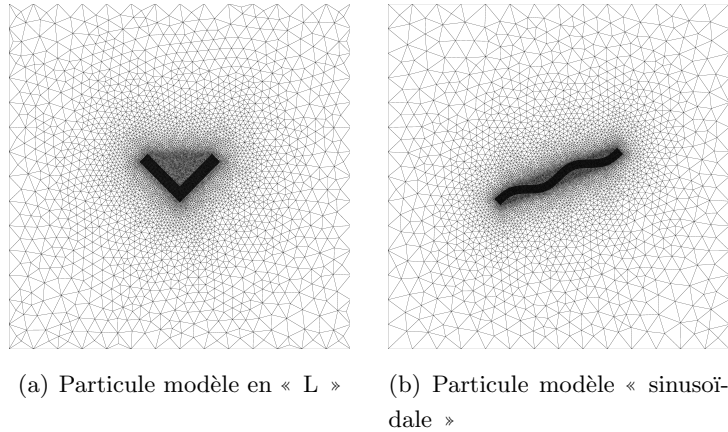 (a) Particule modèle en « L »
(b) Particule modèle « sinusoï-
dale »